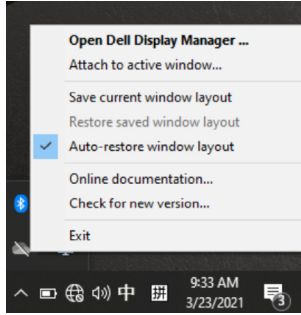 Open Dell Display Manager ...
Attach to active window...
Save current window layout
Restore saved window layout
Auto-restore window layout
Online documentation...
Check for new version...
Exit
中
9:33 AM
3/23/2021
3